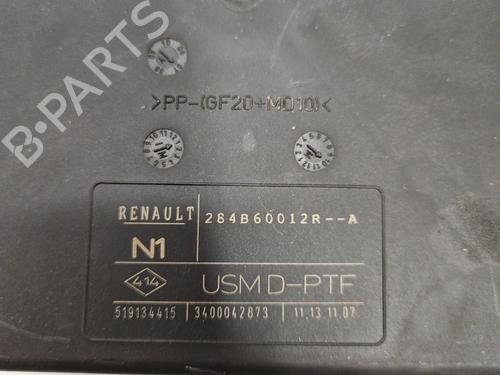 >PP-(GF20+MD10)<
RENAULT 284B60012R--A
N1
414 USM D-PTF
519134415 3400042873 11.13.11.07
B-PARTS